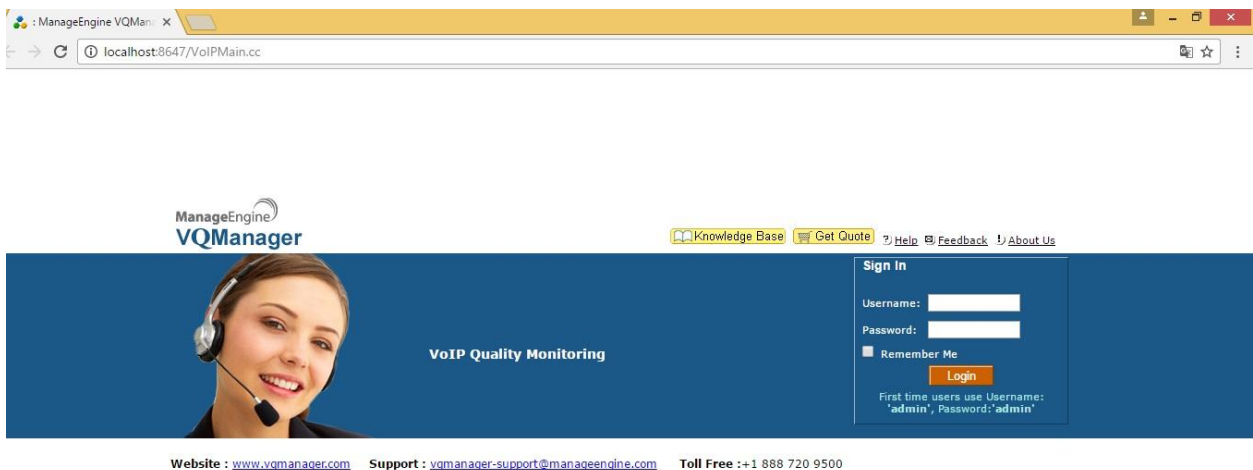 : ManageEngine VQMan
localhost:8647/VoIPMain.cc
ManageEngine
VQManager
Knowledge Base Get Quote Help Feedback About Us
Sign In
Username:
Password:
VoIP Quality Monitoring
Remember Me
Login
First time users use Username:
'admin', Password:'admin'
Website : www.vqmanager.com Support : vqmanager-support@manageengine.com Toll Free :+1 888 720 9500